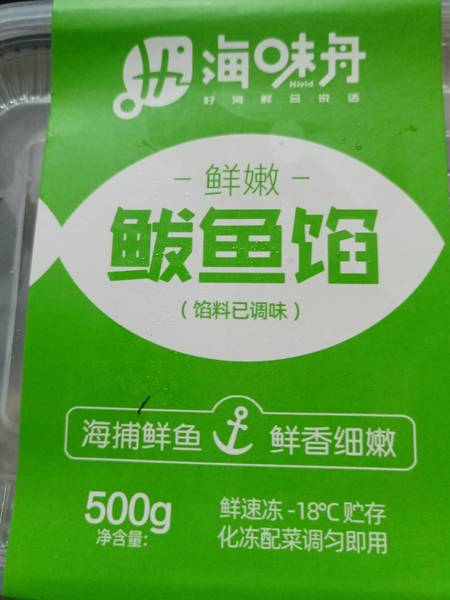 海味舟
Hivid
好海鲜会说话
- 鲜嫩 -
鲅鱼馅
（馅料已调味）
海捕鲜鱼 鲜香细嫩
500g
净含量:
鲜速冻 -18°C 贮存
化冻配菜调匀即用